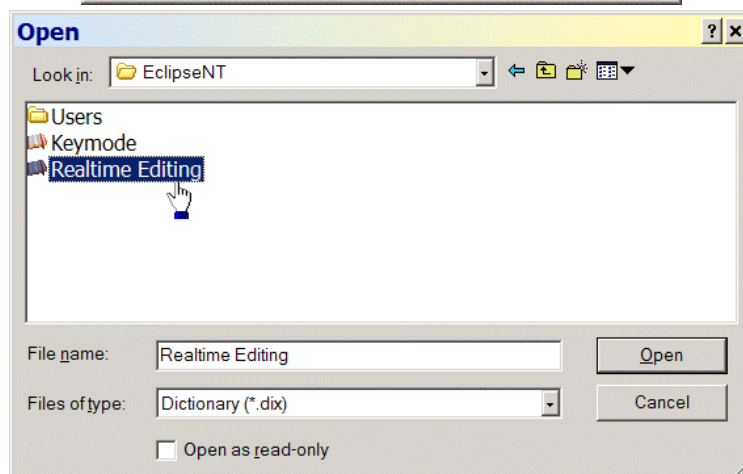 Open
Look in: EclipseNT
Users
Keymode
Realtime Editing
File name: Realtime Editing Open
Files of type: Dictionary (*.dix) Cancel
Open as read-only